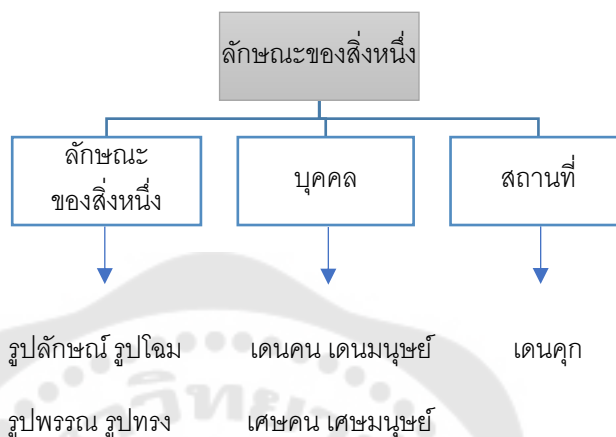 ลักษณะของสิ่งหนึ่ง
ลักษณะ
ของสิ่งหนึ่ง
บุคคล
สถานที่
รูปลักษณ์ รูปโฉม
เดนคน เดนมนุษย์
เดนคุก
รูปพรรณ รูปทรง
เศษคน เศษมนุษย์